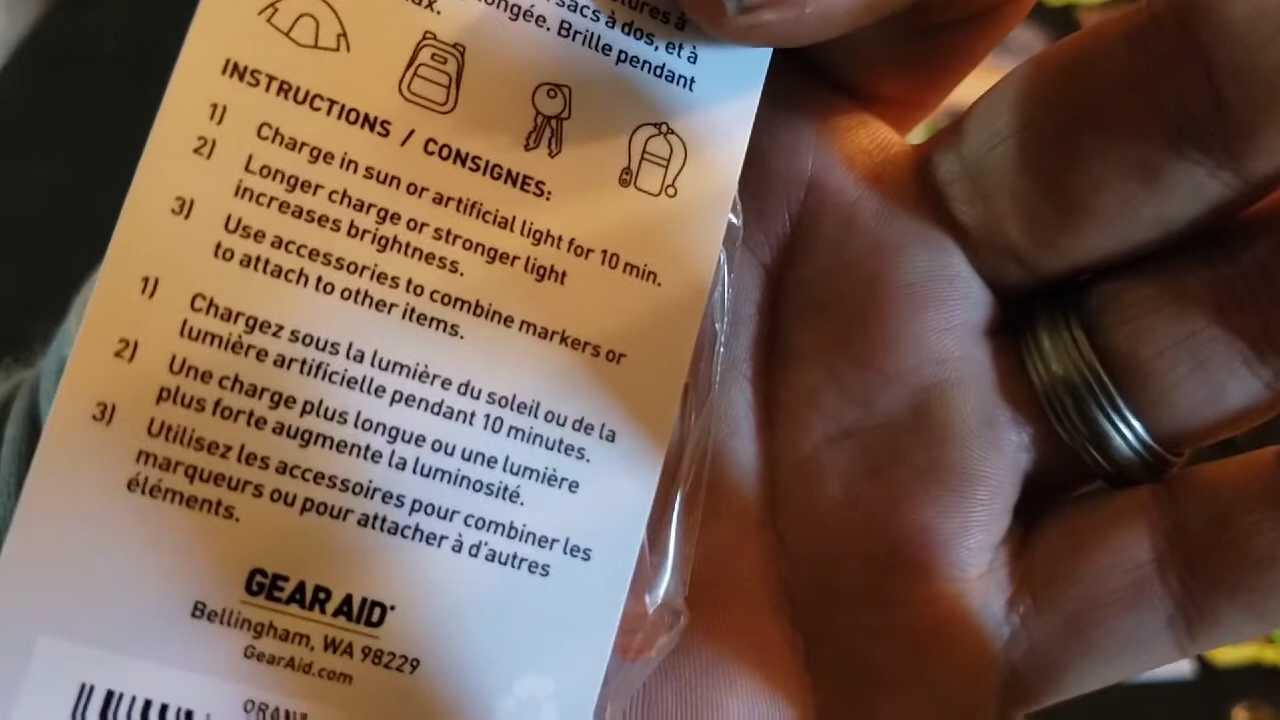 tures à
sacs à dos, et à
ongée. Brille pendant
ax.
INSTRUCTIONS / CONSIGNES:
1) Charge in sun or artificial light for 10 min.
2) Longer charge or stronger light
increases brightness.
3) Use accessories to combine markers or
to attach to other items.
1) Chargez sous la lumière du soleil ou de la
lumière artificielle pendant 10 minutes.
2) Une charge plus longue ou une lumière
plus forte augmente la luminosité.
3) Utilisez les accessoires pour combiner les
marqueurs ou pour attacher à d'autres
éléments.
GEAR AID
Bellingham, WA 98229
GearAid.com